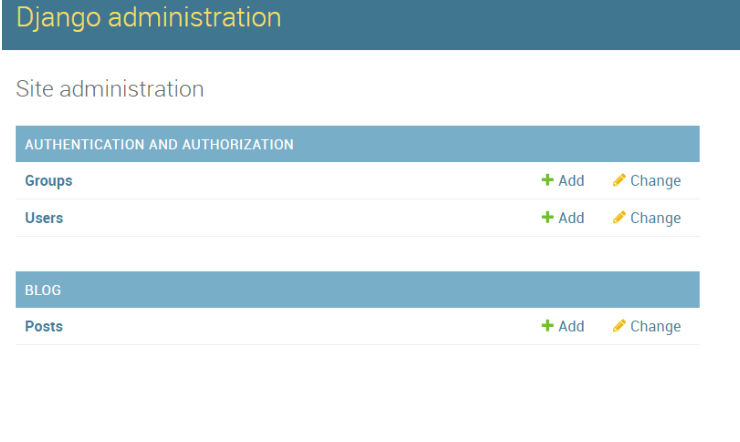 Django administration
Site administration
AUTHENTICATION AND AUTHORIZATION
Groups Add Change
Users Add Change
BLOG
Posts Add Change